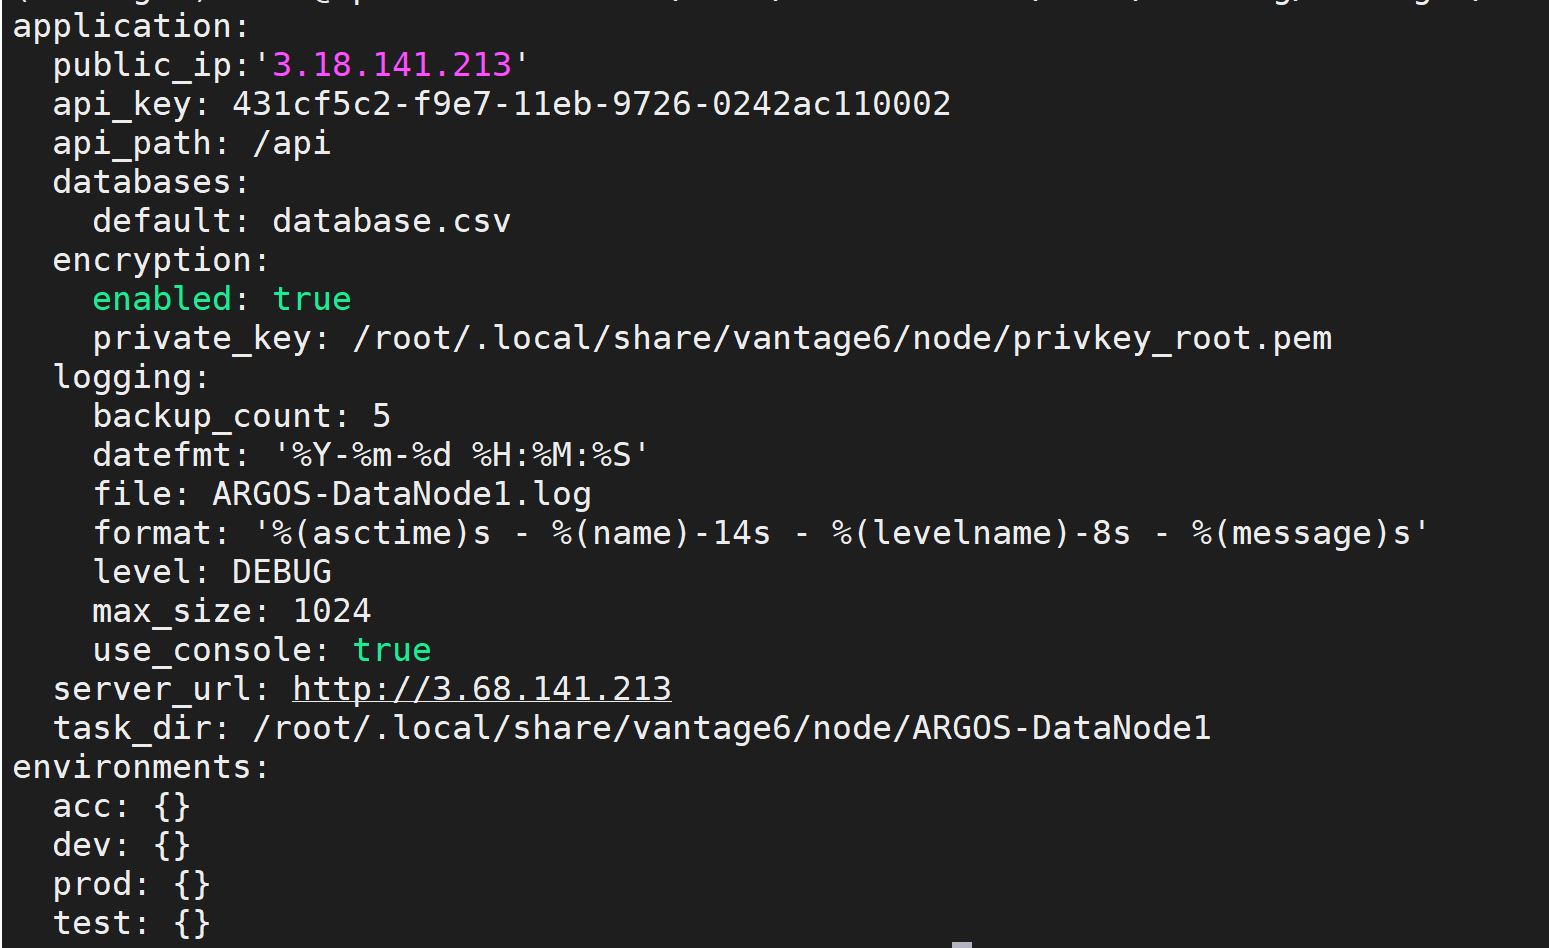 application:
  public_ip:'3.18.141.213'
  api_key: 431cf5c2-f9e7-11eb-9726-0242ac110002
  api_path: /api
  databases:
    default: database.csv
  encryption:
    enabled: true
    private_key: /root/.local/share/vantage6/node/privkey_root.pem
  logging:
    backup_count: 5
    datefmt: '%Y-%m-%d %H:%M:%S'
    file: ARGOS-DataNode1.log
    format: '%(asctime)s - %(name)-14s - %(levelname)-8s - %(message)s'
    level: DEBUG
    max_size: 1024
    use_console: true
  server_url: http://3.68.141.213
  task_dir: /root/.local/share/vantage6/node/ARGOS-DataNode1
environments:
  acc: {}
  dev: {}
  prod: {}
  test: {}